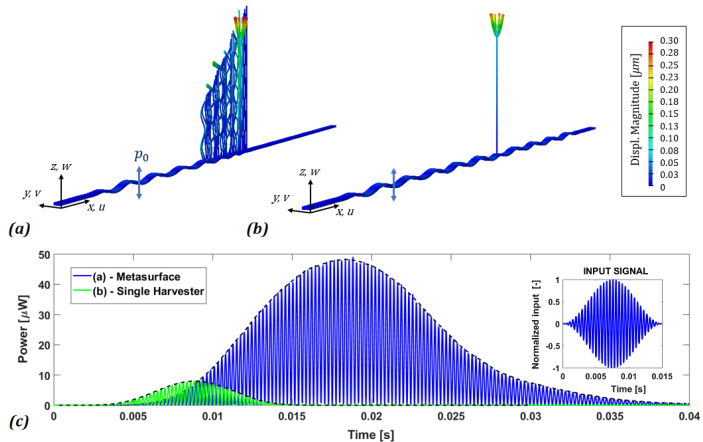 z, w
y, v
x, u
p0
(a)
z, w
y, v
x, u
(b)
Displ. Magnitude [μm]
0.30
0.28
0.25
0.23
0.20
0.18
0.15
0.13
0.10
0.08
0.05
0.03
0
Power [μW]
50
40
30
20
10
0
(a) - Metasurface
(b) - Single Harvester
INPUT SIGNAL
Normalized input [-]
1
0.5
0
-0.5
-1
0 0.005 0.01 0.015
Time [s]
0 0.005 0.01 0.015 0.02 0.025 0.03 0.035 0.04
Time [s]
(c)